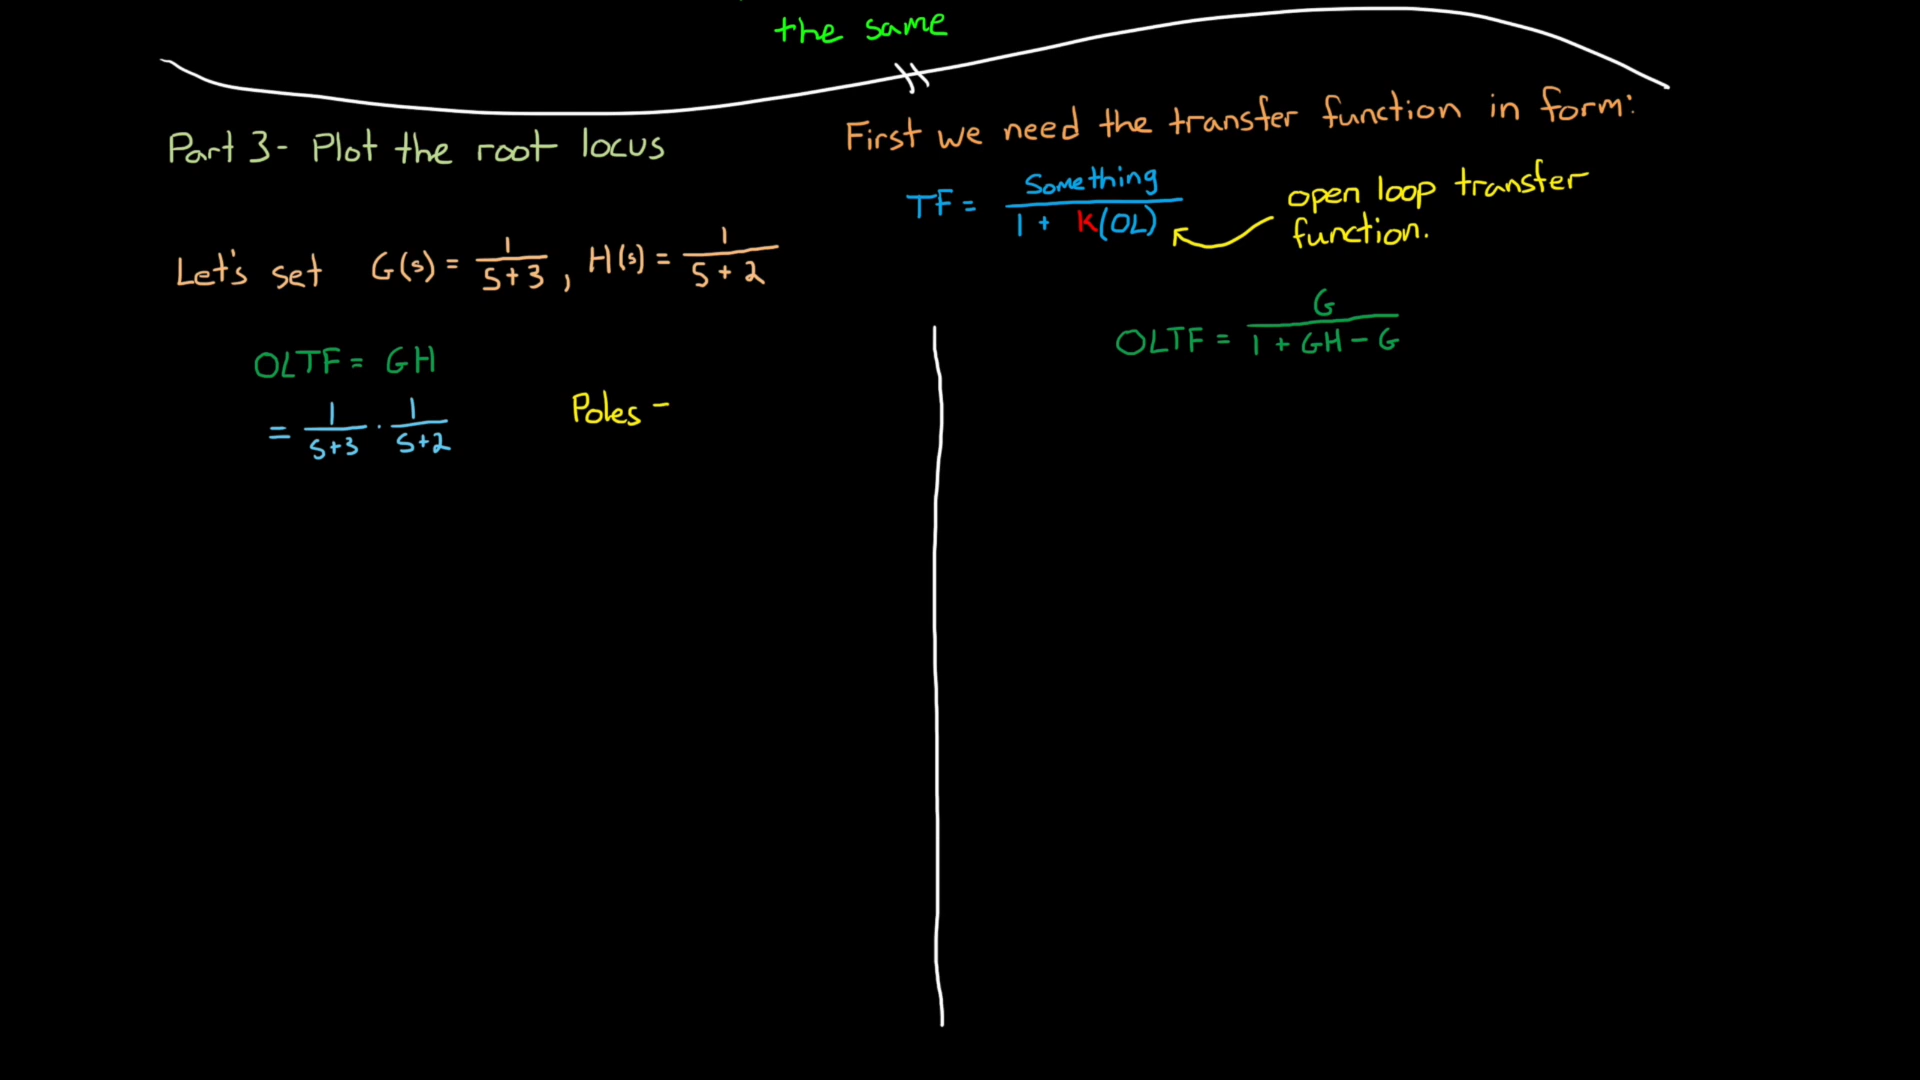 the same
Part 3 - Plot the root locus
Let's set G(s) = 1/(s+3), H(s) = 1/(s+2)
OLTF = GH
= 1/(s+3) · 1/(s+2)
Poles -
First we need the transfer function in form:
TF = Something/(1 + K(OL))
open loop transfer
function.
OLTF = G/(1 + GH - G)